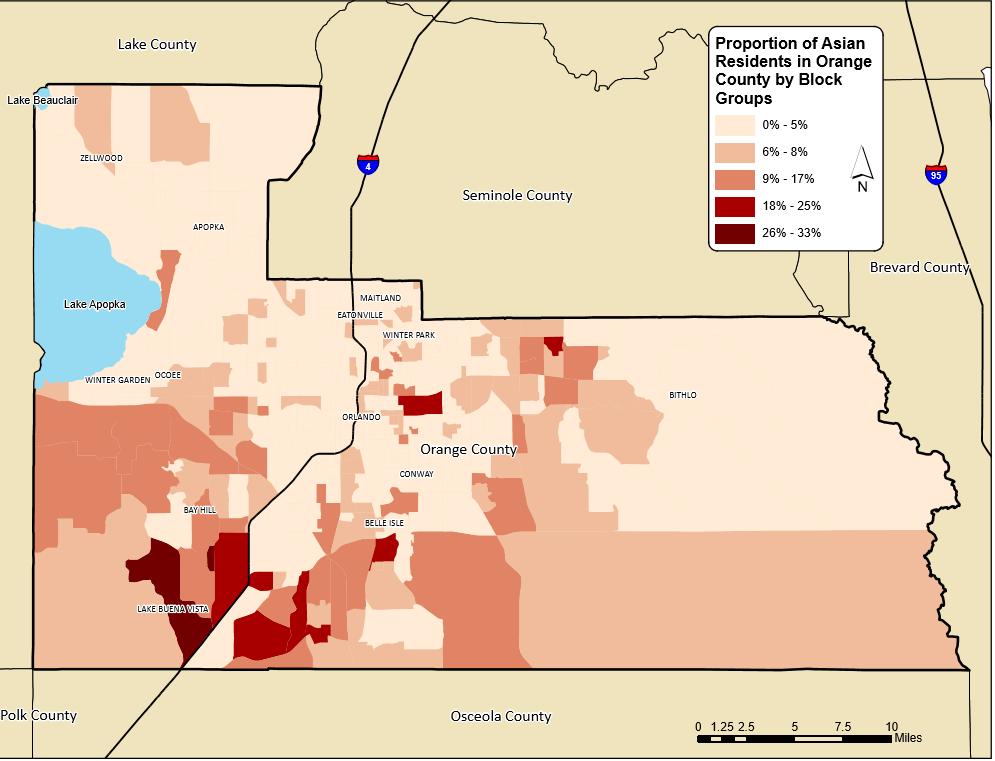 Lake County
Proportion of Asian
Residents in Orange
County by Block
Groups
0% - 5%
6% - 8%
9% - 17%
18% - 25%
26% - 33%
N
Lake Beauclair
ZELLWOOD
4
95
Seminole County
APOPKA
Brevard County
Lake Apopka
MAITLAND
EATONVILLE
WINTER PARK
WINTER GARDEN
OCOEE
BITHLO
ORLANDO
Orange County
CONWAY
BAY HILL
BELLE ISLE
LAKE BUENA VISTA
Polk County
Osceola County
0 1.25 2.5 5 7.5 10
Miles